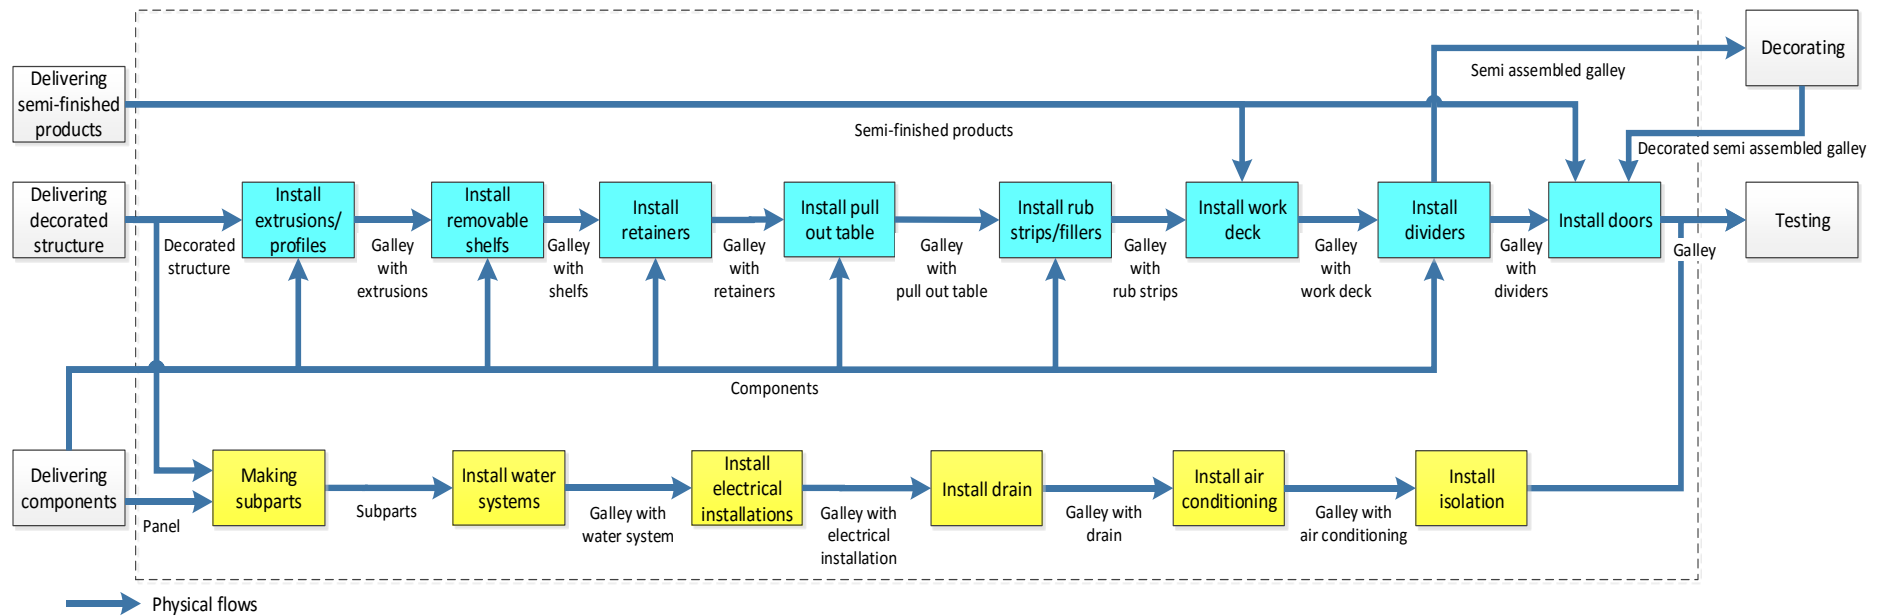 Decorating
Delivering
semi-finished
products
Semi assembled galley
Semi-finished products
Decorated semi assembled galley
Delivering
decorated
structure
Decorated
structure
Install
extrusions/
profiles
Galley
with
extrusions
Install
removable
shelfs
Galley
with
shelfs
Install
retainers
Galley
with
retainers
Install pull
out table
Galley
with
pull out table
Install rub
strips/fillers
Galley
with
rub strips
Install work
deck
Galley
with
work deck
Install
dividers
Galley
with
dividers
Install doors
Galley
Testing
Components
Delivering
components
Panel
Making
subparts
Subparts
Install water
systems
Galley with
water system
Install
electrical
installations
Galley with
electrical
installation
Install drain
Galley with
drain
Install air
conditioning
Galley with
air conditioning
Install
isolation
Physical flows